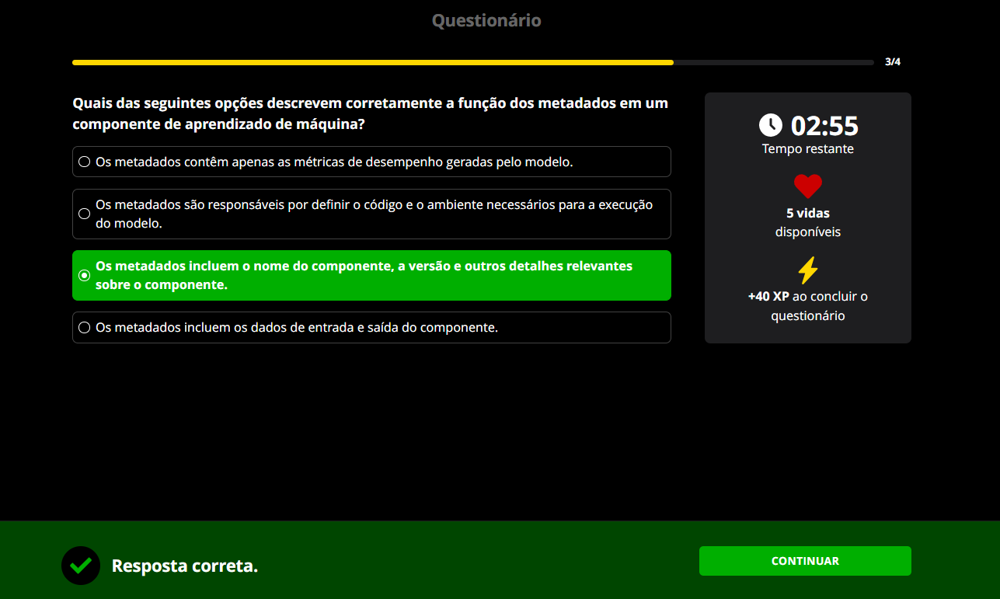 Questionário
3/4
Quais das seguintes opções descrevem corretamente a função dos metadados em um
componente de aprendizado de máquina?
Os metadados contêm apenas as métricas de desempenho geradas pelo modelo.
Os metadados são responsáveis por definir o código e o ambiente necessários para a execução
do modelo.
Os metadados incluem o nome do componente, a versão e outros detalhes relevantes
sobre o componente.
Os metadados incluem os dados de entrada e saída do componente.
02:55
Tempo restante
5 vidas
disponíveis
+40 XP ao concluir o
questionário
Resposta correta.
CONTINUAR